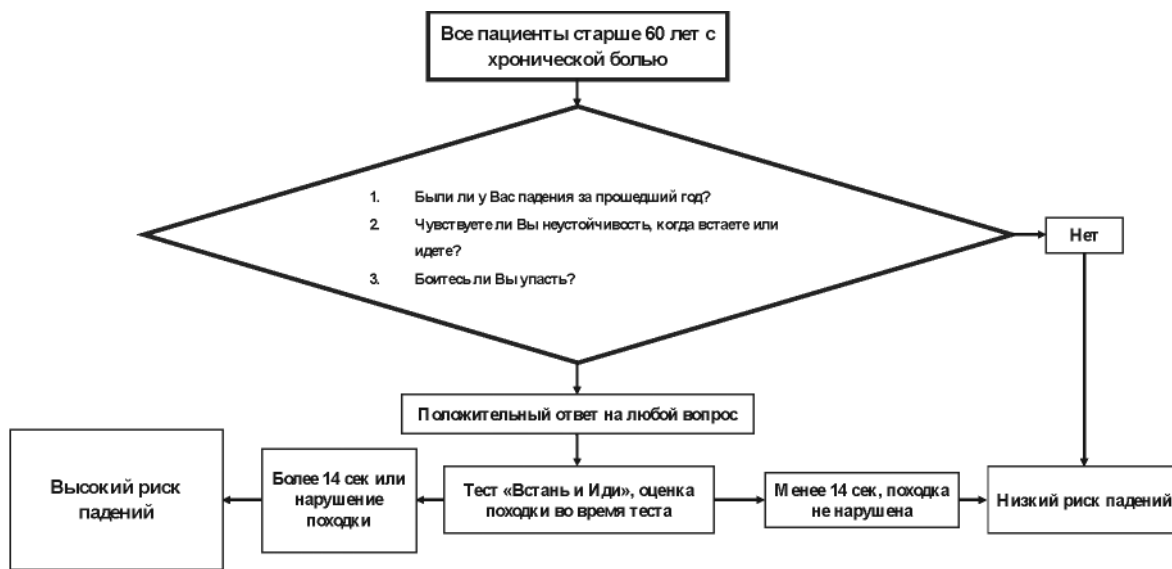 Все пациенты старше 60 лет с
хронической болью
1. Были ли у Вас падения за прошедший год?
2. Чувствуете ли Вы неустойчивость, когда встаете или
идете?
3. Боитесь ли Вы упасть?
Нет
Положительный ответ на любой вопрос
Высокий риск
падений
Более 14 сек или
нарушение
походки
Тест «Встань и Иди», оценка
походки во время теста
Менее 14 сек, походка
не нарушена
Низкий риск падений